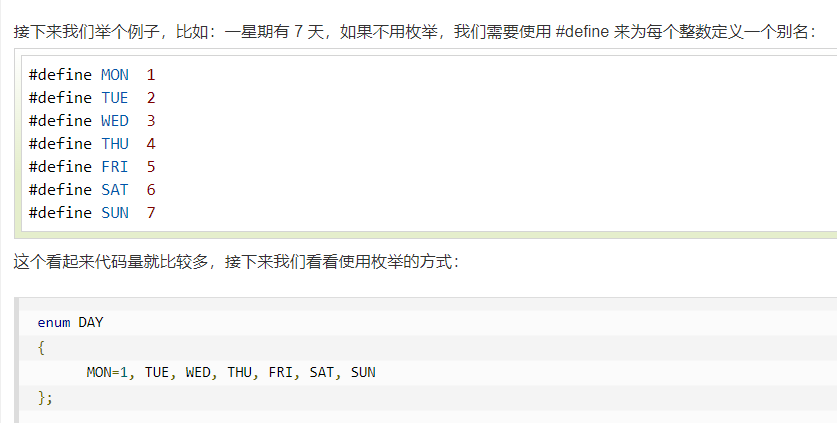 接下来我们举个例子，比如：一星期有 7 天，如果不用枚举，我们需要使用 #define 来为每个整数定义一个别名：
#define MON  1
#define TUE  2
#define WED  3
#define THU  4
#define FRI  5
#define SAT  6
#define SUN  7
这个看起来代码量就比较多，接下来我们看看使用枚举的方式：
enum DAY
{
      MON=1, TUE, WED, THU, FRI, SAT, SUN
};